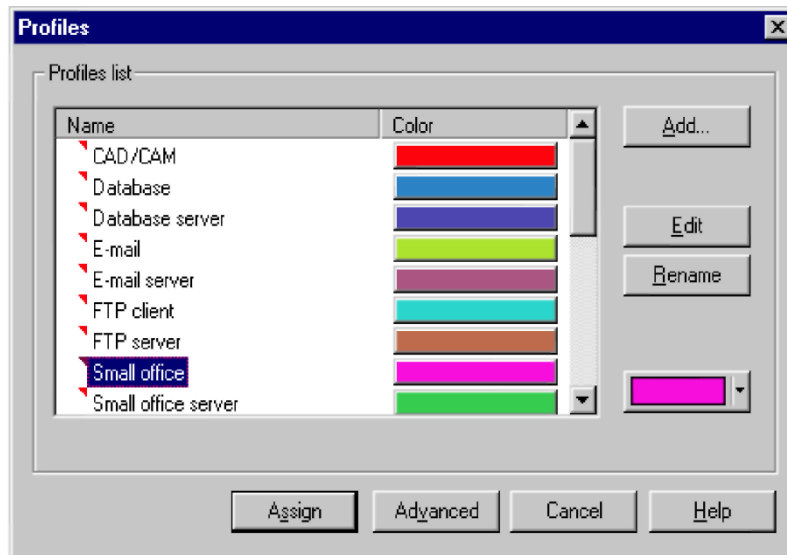 Profiles
Profiles list
Name Color
CAD/CAM
Database
Database server
E-mail
E-mail server
FTP client
FTP server
Small office
Small office server
Add...
Edit
Rename
Assign Advanced Cancel Help